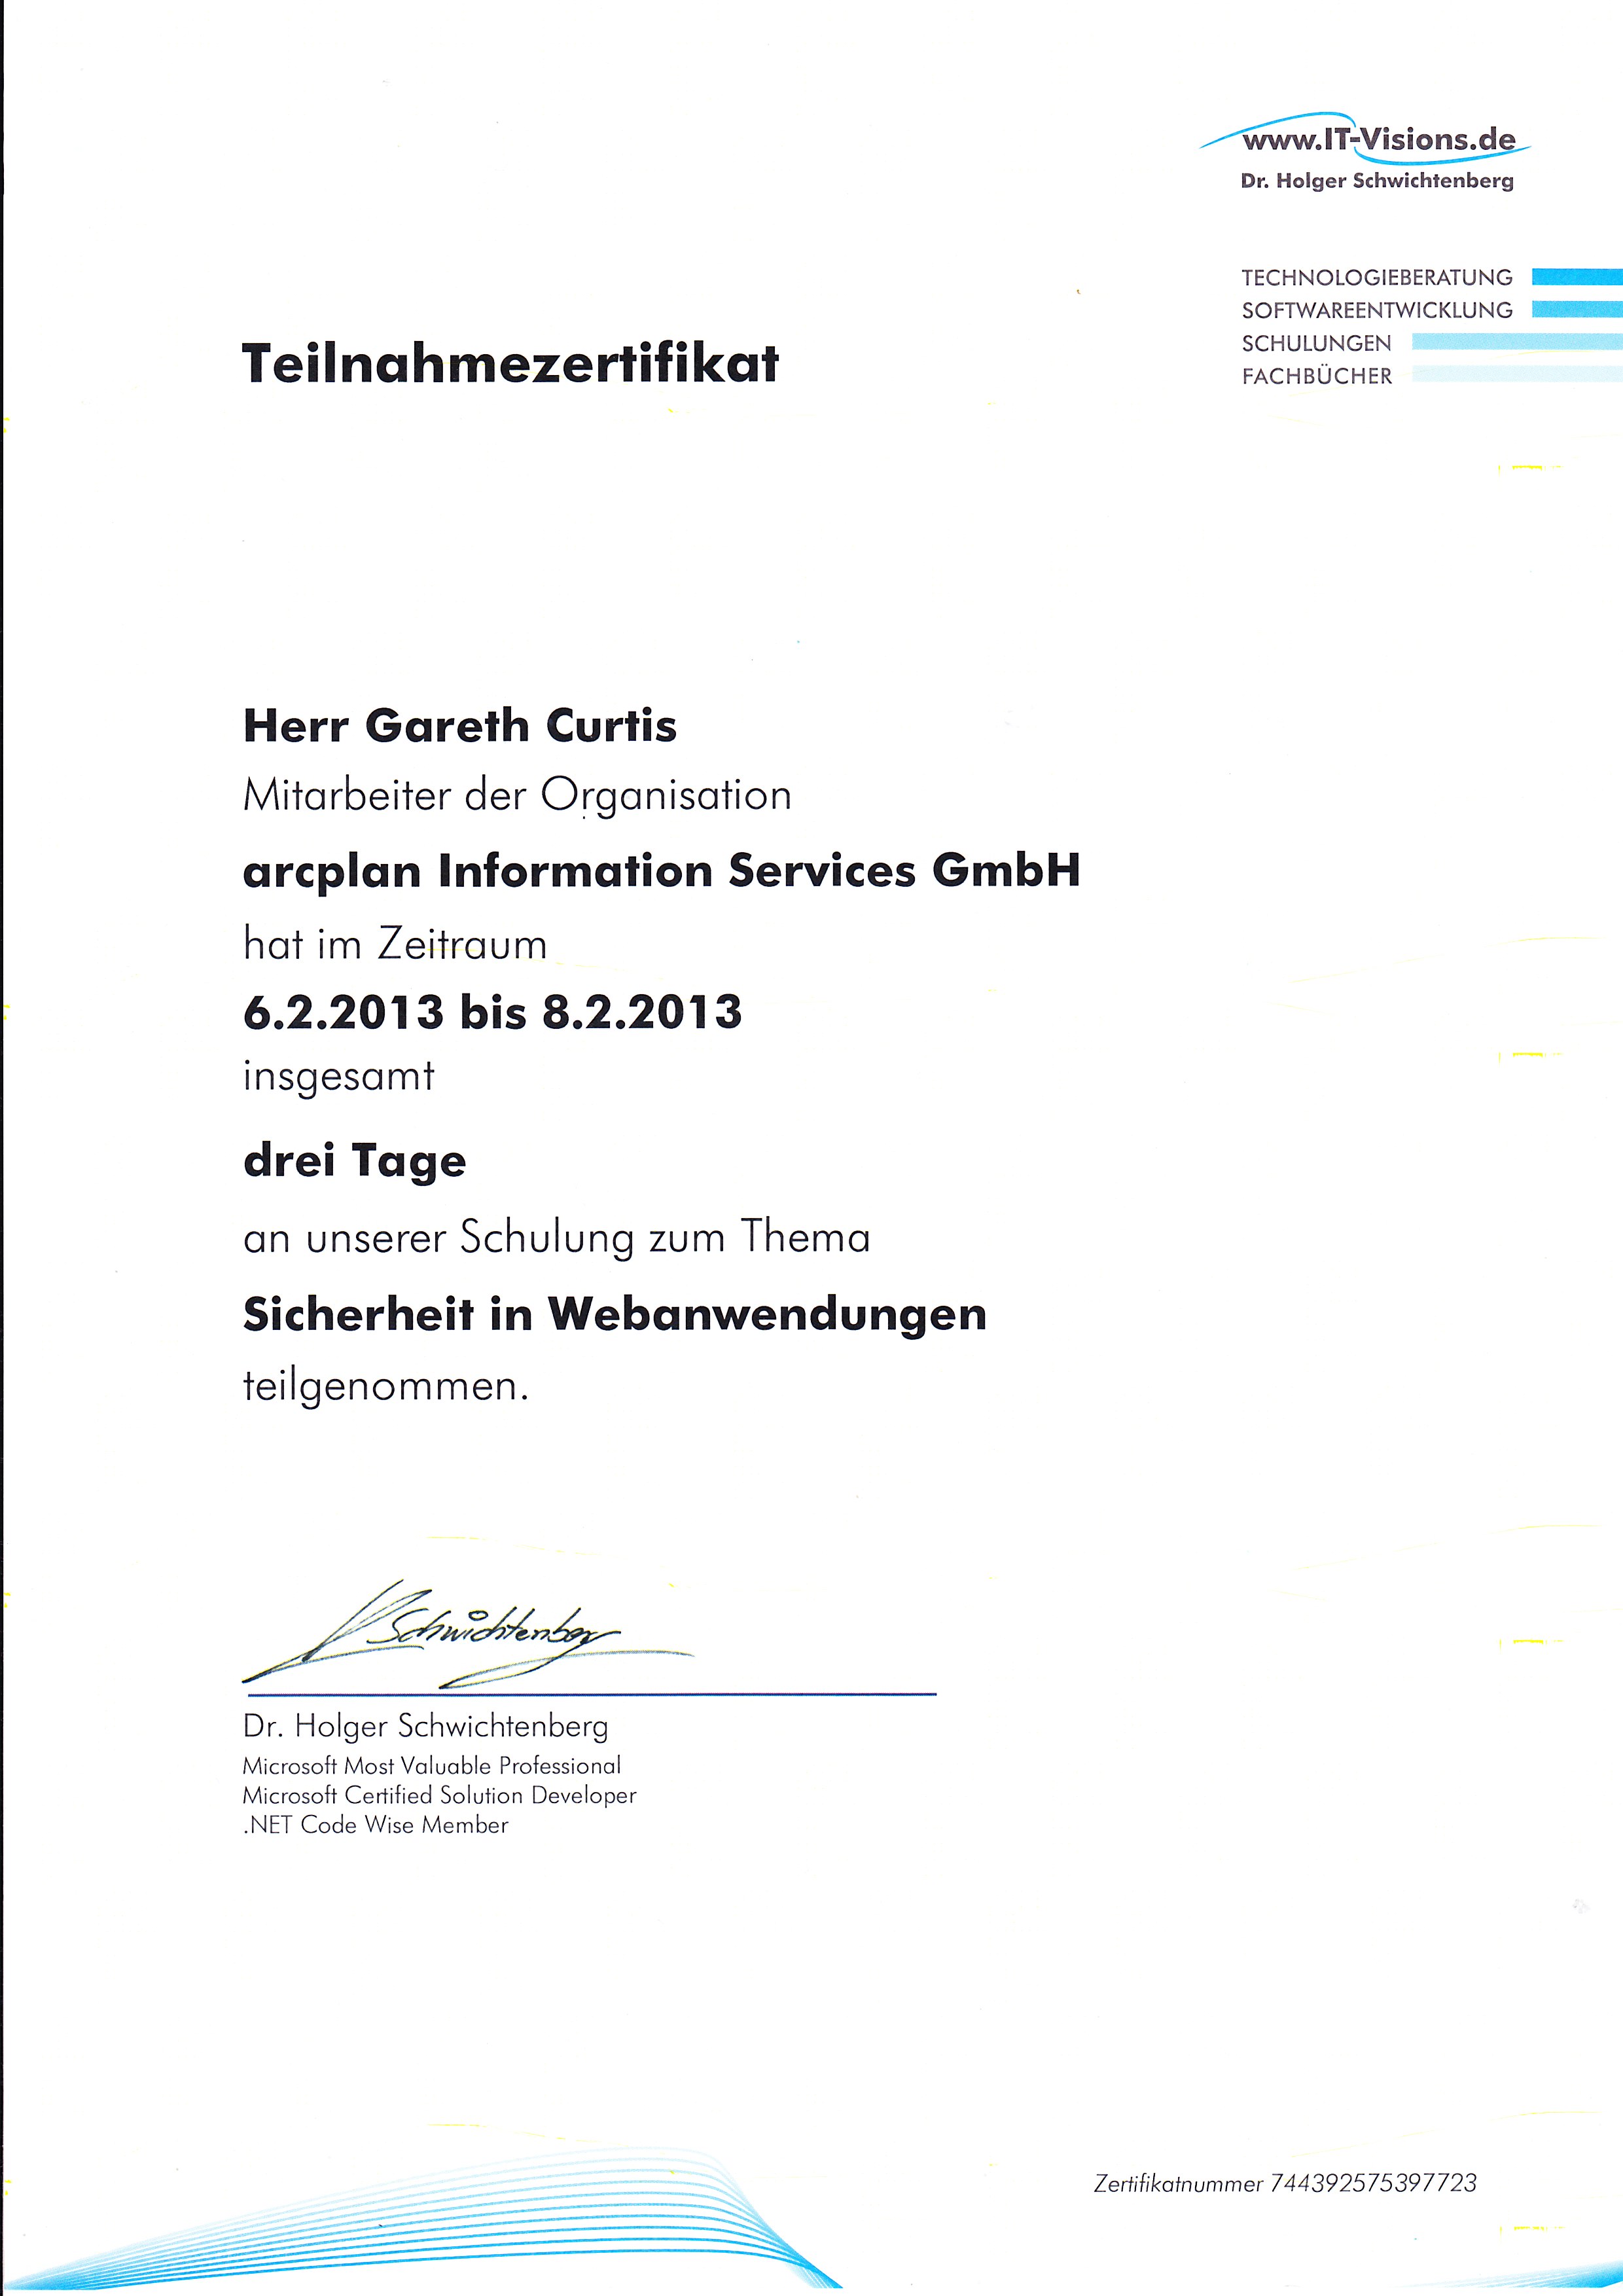 www.IT-Visions.de
Dr. Holger Schwichtenberg
TECHNOLOGIEBERATUNG
SOFTWAREENTWICKLUNG
SCHULUNGEN
FACHBÜCHER
Teilnahmezertifikat
Herr Gareth Curtis
Mitarbeiter der Organisation
arcplan Information Services GmbH
hat im Zeitraum
6.2.2013 bis 8.2.2013
insgesamt
drei Tage
an unserer Schulung zum Thema
Sicherheit in Webanwendungen
teilgenommen.
H Schwichtenberg
Dr. Holger Schwichtenberg
Microsoft Most Valuable Professional
Microsoft Certified Solution Developer
.NET Code Wise Member
Zertifikatnummer 744392575397723